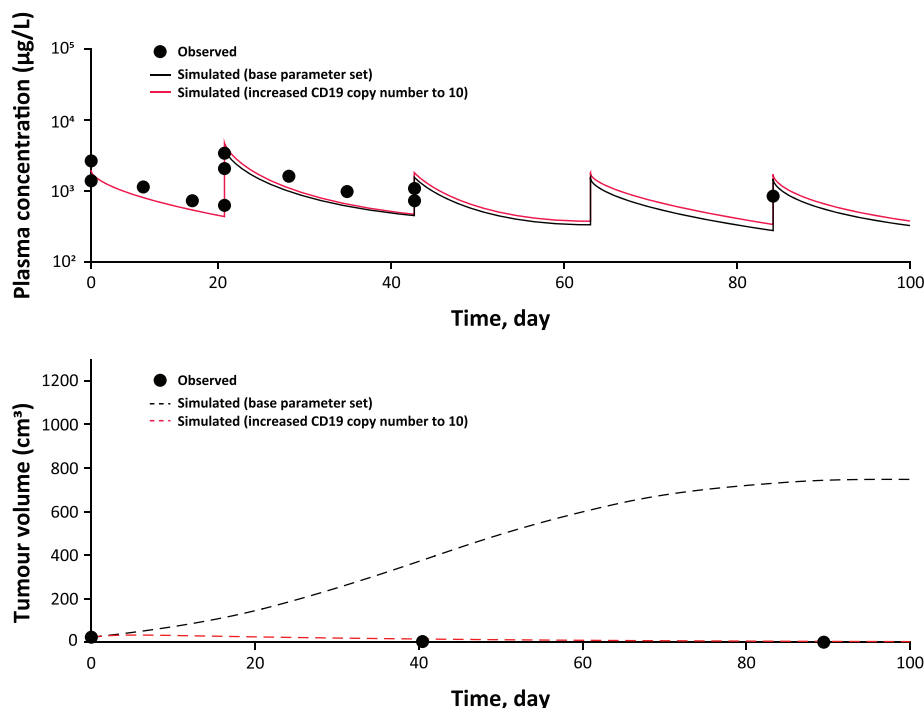 Plasma concentration (µg/L)
10⁵
10⁴
10³
10²
Observed
Simulated (base parameter set)
Simulated (increased CD19 copy number to 10)
0
20
40
60
80
100
Time, day
Tumour volume (cm³)
1200
1000
800
600
400
200
0
Observed
Simulated (base parameter set)
Simulated (increased CD19 copy number to 10)
0
20
40
60
80
100
Time, day